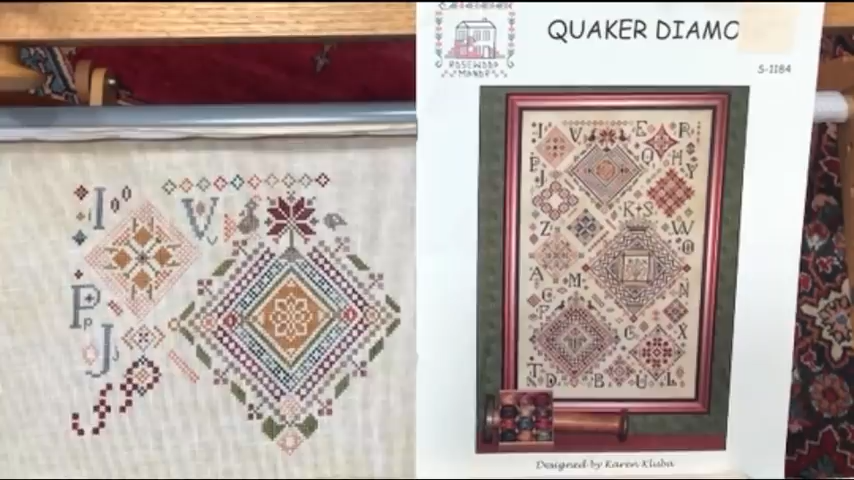 QUAKER DIAMO
ROSEWOOD
MANOR
S-1184
I V
P P
J J
I V E R
P Q H
J Y
K S
Z W
O
A M
N
G X
T N D B U L
Designed by Karen Kluba